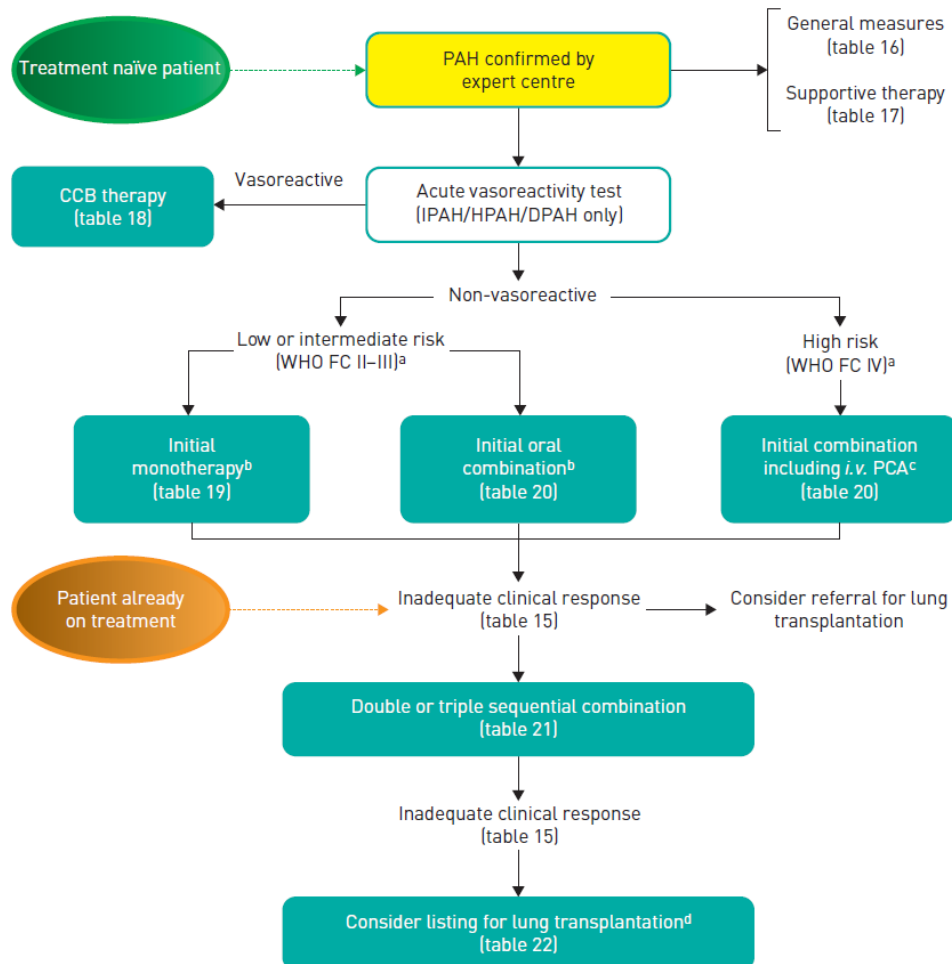 General measures
(table 16)
Treatment naïve patient
PAH confirmed by
expert centre
Supportive therapy
(table 17)
CCB therapy
(table 18)
Vasoreactive
Acute vasoreactivity test
(IPAH/HPAH/DPAH only)
Non-vasoreactive
Low or intermediate risk
(WHO FC II–III)ᵃ
High risk
(WHO FC IV)ᵃ
Initial
monotherapyᵇ
(table 19)
Initial oral
combinationᵇ
(table 20)
Initial combination
including i.v. PCAᶜ
(table 20)
Patient already
on treatment
Inadequate clinical response
(table 15)
Consider referral for lung
transplantation
Double or triple sequential combination
(table 21)
Inadequate clinical response
(table 15)
Consider listing for lung transplantationᵈ
(table 22)